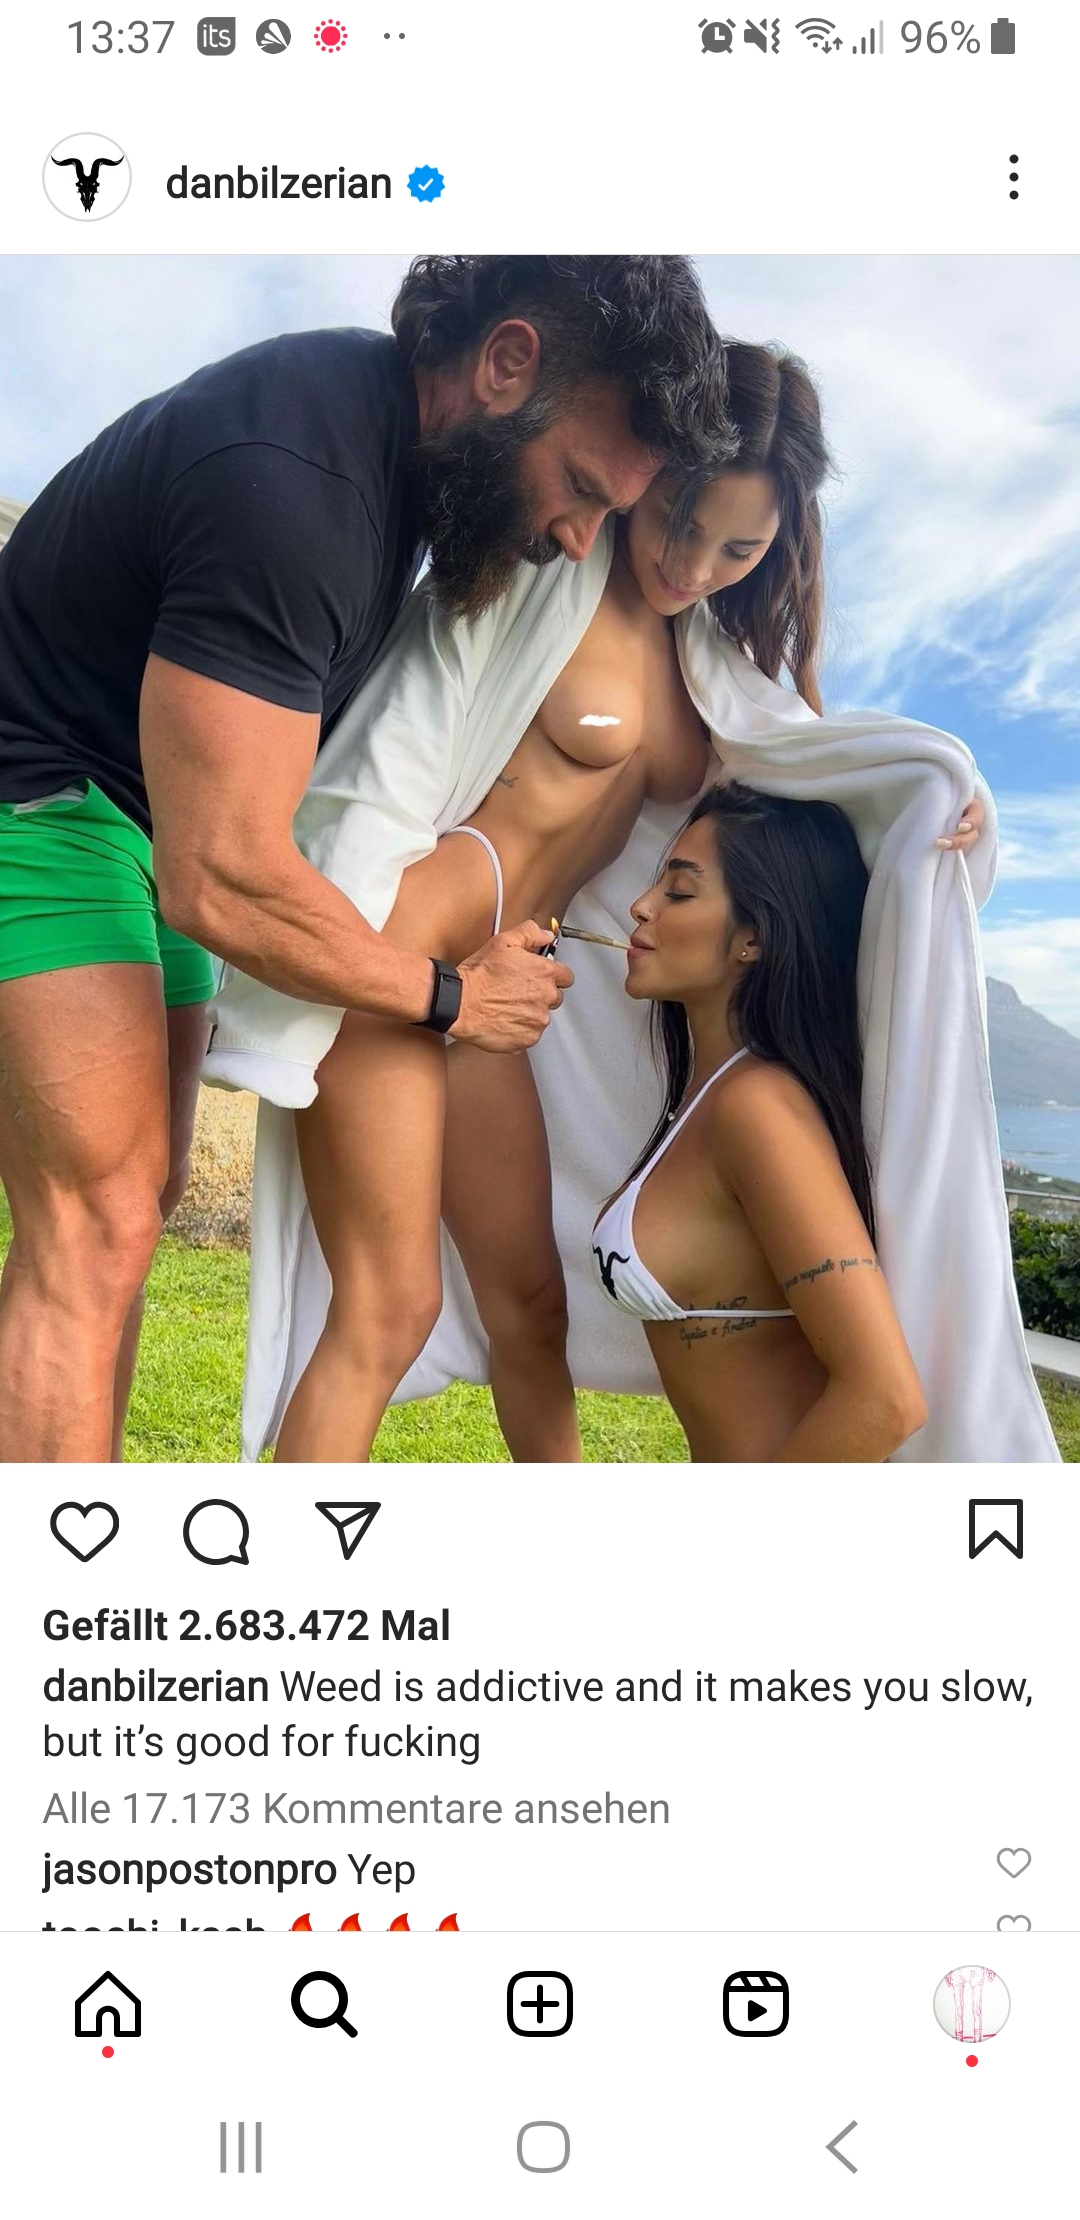 13:37 its 96%
danbilzerian
Gefällt 2.683.472 Mal
danbilzerian Weed is addictive and it makes you slow,
but it’s good for fucking
Alle 17.173 Kommentare ansehen
jasonpostonpro Yep
🔥🔥🔥🔥